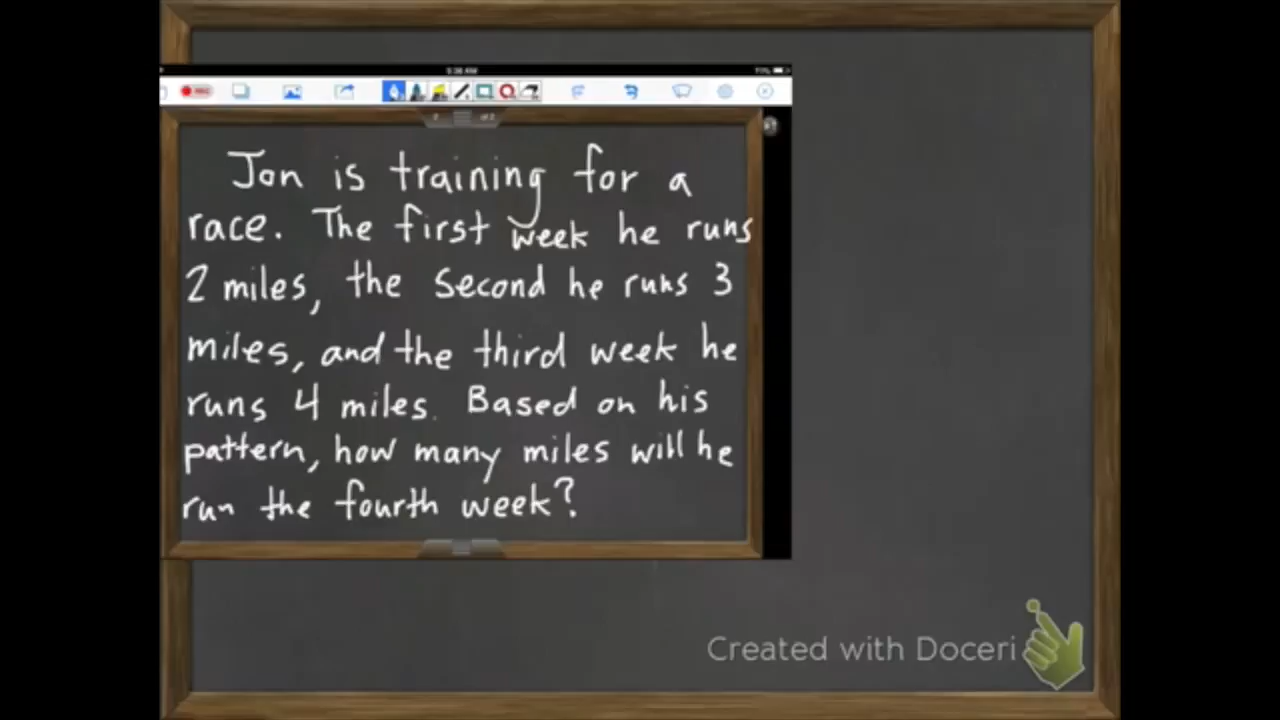 Jon is training for a
race. The first week he runs
2 miles, the second he runs 3
miles, and the third week he
runs 4 miles. Based on his
pattern, how many miles will he
run the fourth week?
Created with Doceri